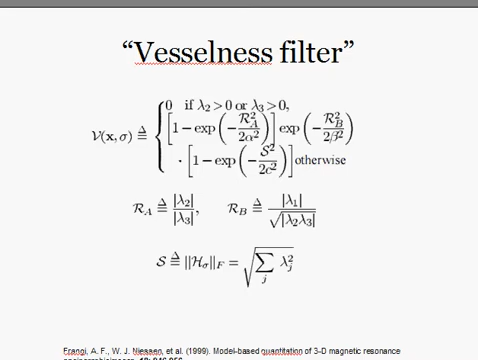 “Vesselness filter”
𝒱(x,σ) ≜ { 0 if λ₂>0 or λ₃>0,
[1−exp(−ℛ_A²/2α²)] exp(−ℛ_B²/2β²)
· [1−exp(−𝒮²/2c²)] otherwise
ℛ_A ≜ |λ₂|/|λ₃|, ℛ_B ≜ |λ₁|/√|λ₂λ₃|
𝒮 ≜ ||ℋ_σ||_F = √∑_j λ_j²
Frangi, A. F., W. J. Niessen, et al. (1999). Model-based quantitation of 3-D magnetic resonance